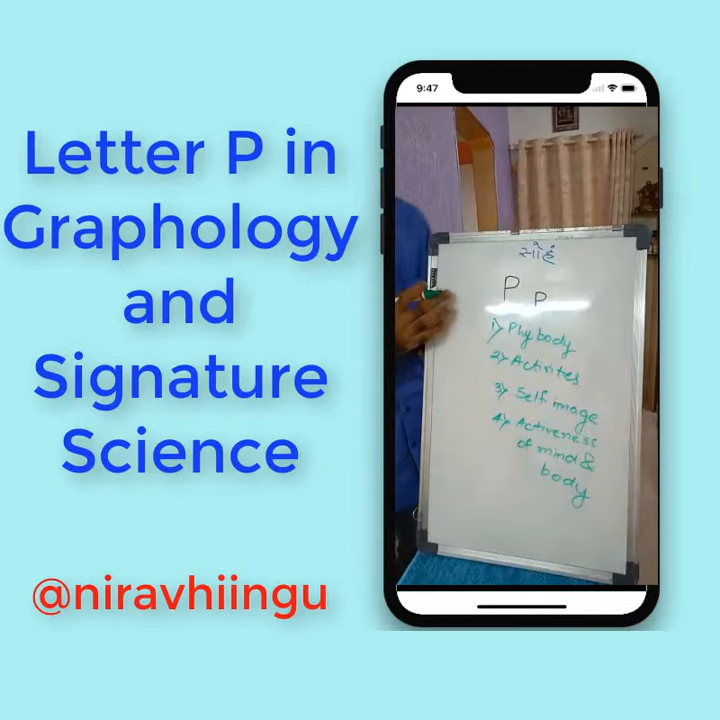 Letter P in
Graphology
and
Signature
Science
@niravhiingu
9:47
સોહં
P P
1) Phy body
2) Activities
3) Self image
4) Activeness
of mind &
body